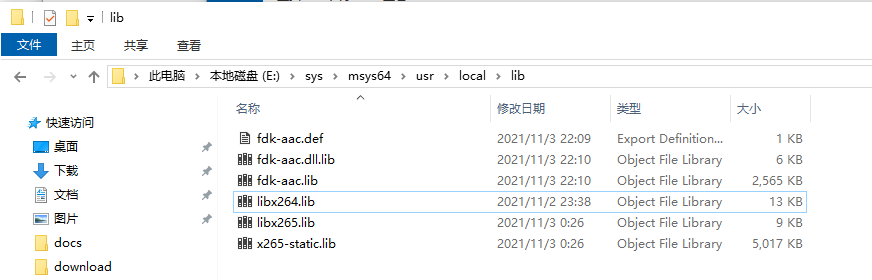 lib
文件 主页 共享 查看
此电脑 本地磁盘 (E:) sys msys64 usr local lib
名称 修改日期 类型 大小
快速访问
桌面
下载
文档
图片
docs
download
fdk-aac.def 2021/11/3 22:09 Export Definition... 1 KB
fdk-aac.dll.lib 2021/11/3 22:10 Object File Library 6 KB
fdk-aac.lib 2021/11/3 22:10 Object File Library 2,565 KB
libx264.lib 2021/11/2 23:38 Object File Library 13 KB
libx265.lib 2021/11/3 0:26 Object File Library 9 KB
x265-static.lib 2021/11/3 0:26 Object File Library 5,017 KB